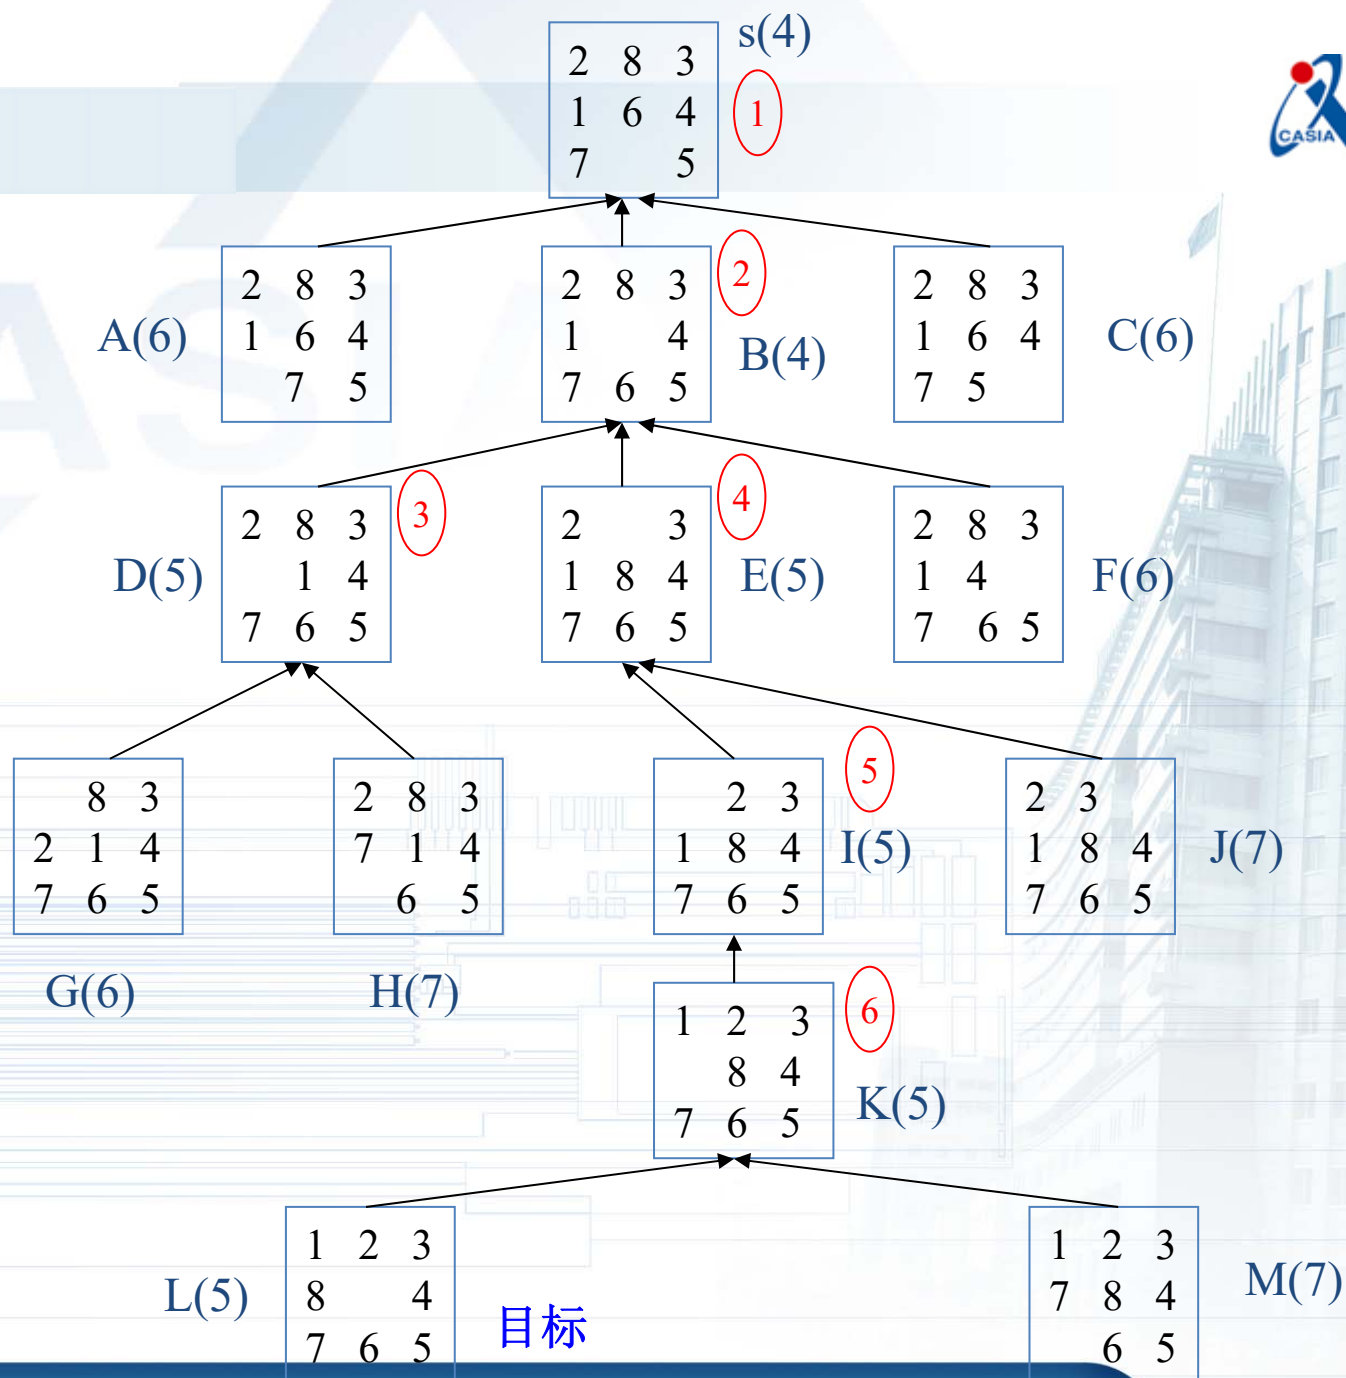 s(4)
2 8 3
1 6 4
7 5
1
CASIA
A(6)
2 8 3
1 6 4
7 5
2 8 3
1 4
7 6 5
2
B(4)
2 8 3
1 6 4
7 5
C(6)
D(5)
2 8 3
1 4
7 6 5
3
2 3
1 8 4
7 6 5
4
E(5)
2 8 3
1 4
7 6 5
F(6)
8 3
2 1 4
7 6 5
G(6)
2 8 3
7 1 4
6 5
H(7)
2 3
1 8 4
7 6 5
5
I(5)
2 3
1 8 4
7 6 5
J(7)
1 2 3
8 4
7 6 5
6
K(5)
L(5)
1 2 3
8 4
7 6 5
目标
1 2 3
7 8 4
6 5
M(7)